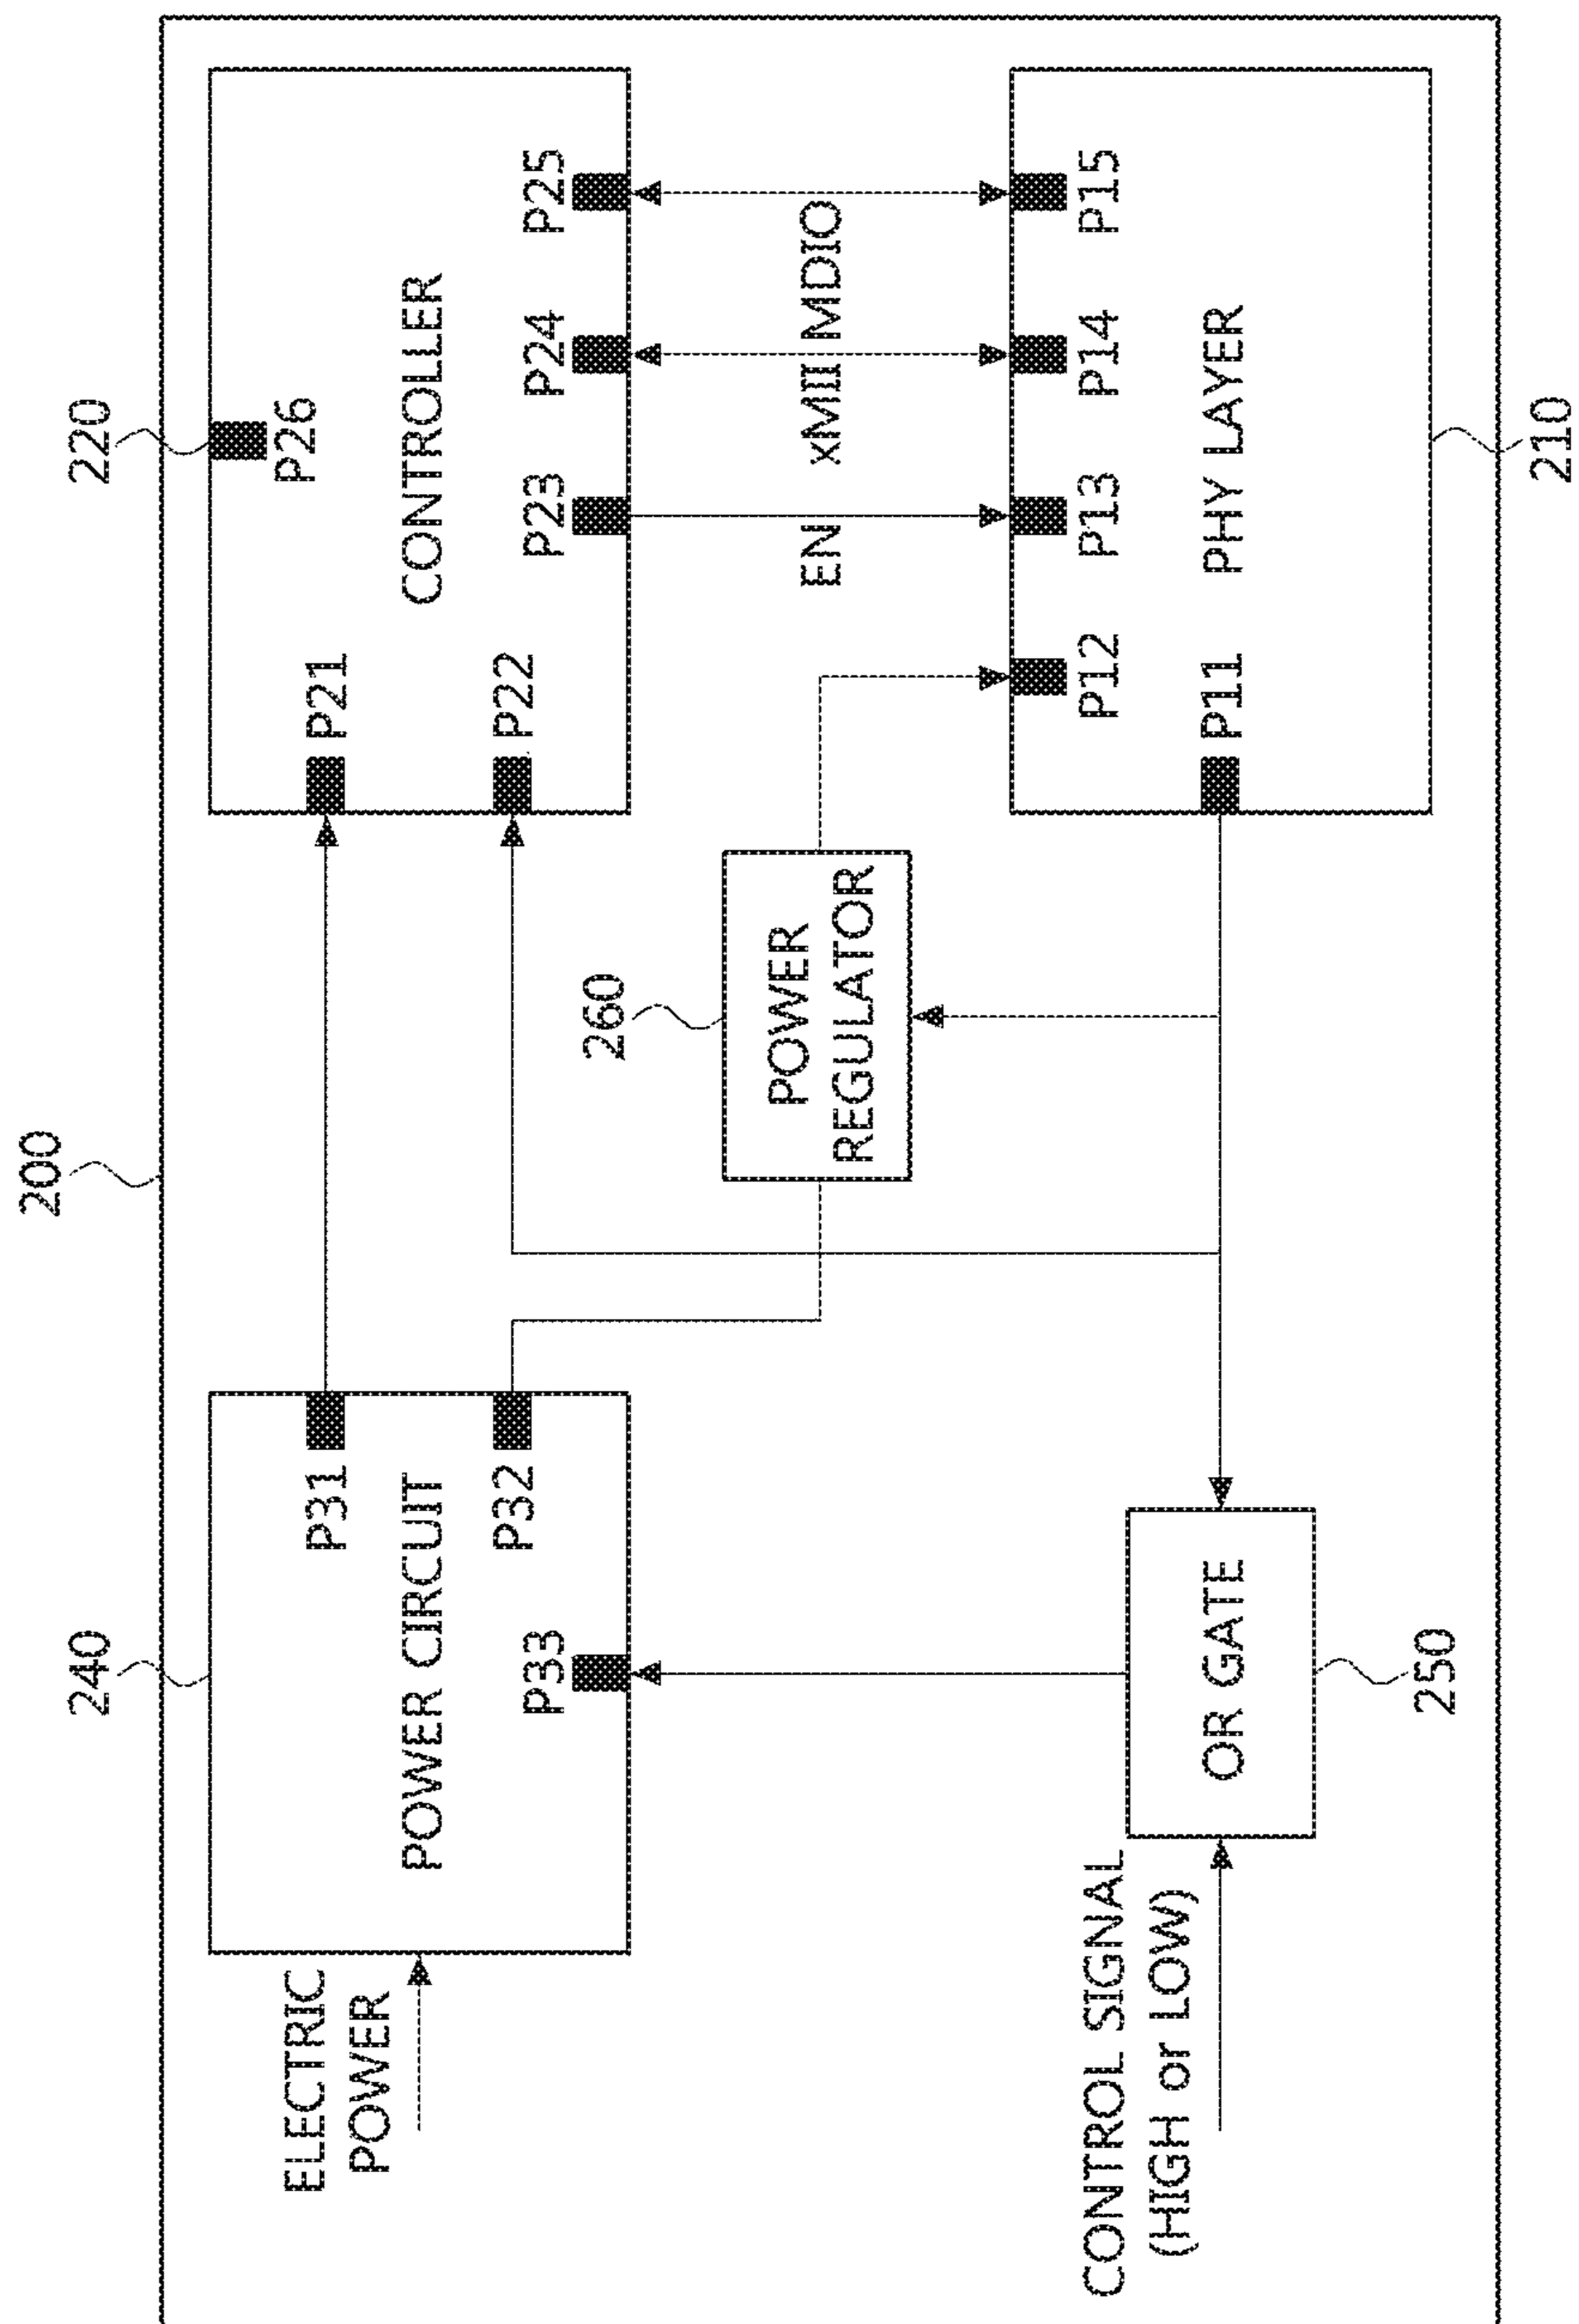 200
240
220
P26
ELECTRIC
POWER
P31
P21
POWER CIRCUIT
CONTROLLER
P32
P22
P33
P23
P24
P25
260
POWER
REGULATOR
EN
xMII
MDIO
P12
P13
P14
P15
CONTROL SIGNAL
(HIGH or LOW)
OR GATE
P11
PHY LAYER
250
210